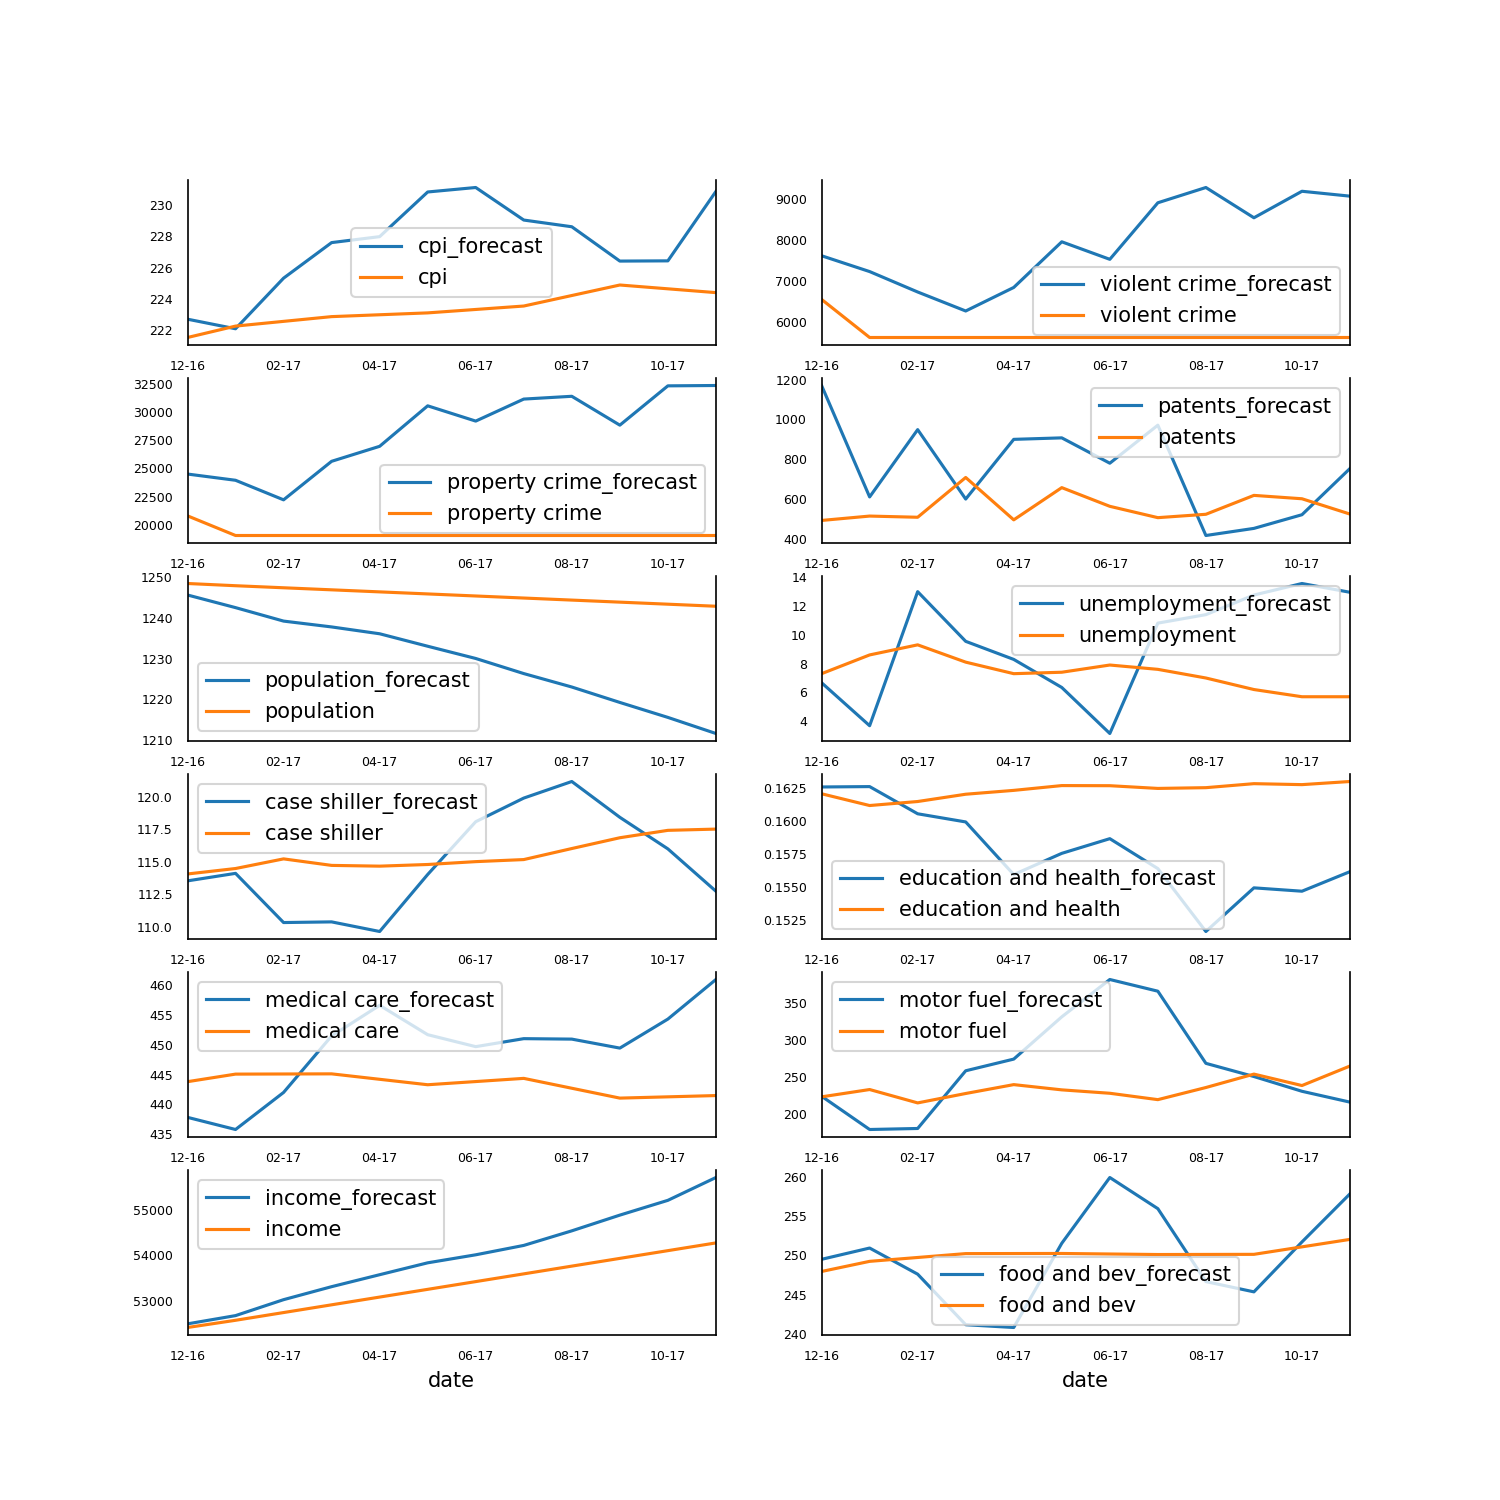 230
228
226
224
222
cpi_forecast
cpi
12-16 02-17 04-17 06-17 08-17 10-17
9000
8000
7000
6000
violent crime_forecast
violent crime
12-16 02-17 04-17 06-17 08-17 10-17
32500
30000
27500
25000
22500
20000
property crime_forecast
property crime
12-16 02-17 04-17 06-17 08-17 10-17
1200
1000
800
600
400
patents_forecast
patents
12-16 02-17 04-17 06-17 08-17 10-17
1250
1240
1230
1220
1210
population_forecast
population
12-16 02-17 04-17 06-17 08-17 10-17
14
12
10
8
6
4
unemployment_forecast
unemployment
12-16 02-17 04-17 06-17 08-17 10-17
120.0
117.5
115.0
112.5
110.0
case shiller_forecast
case shiller
12-16 02-17 04-17 06-17 08-17 10-17
0.1625
0.1600
0.1575
0.1550
0.1525
education and health_forecast
education and health
12-16 02-17 04-17 06-17 08-17 10-17
460
455
450
445
440
435
medical care_forecast
medical care
12-16 02-17 04-17 06-17 08-17 10-17
350
300
250
200
motor fuel_forecast
motor fuel
12-16 02-17 04-17 06-17 08-17 10-17
55000
54000
53000
income_forecast
income
12-16 02-17 04-17 06-17 08-17 10-17
date
260
255
250
245
240
food and bev_forecast
food and bev
12-16 02-17 04-17 06-17 08-17 10-17
date